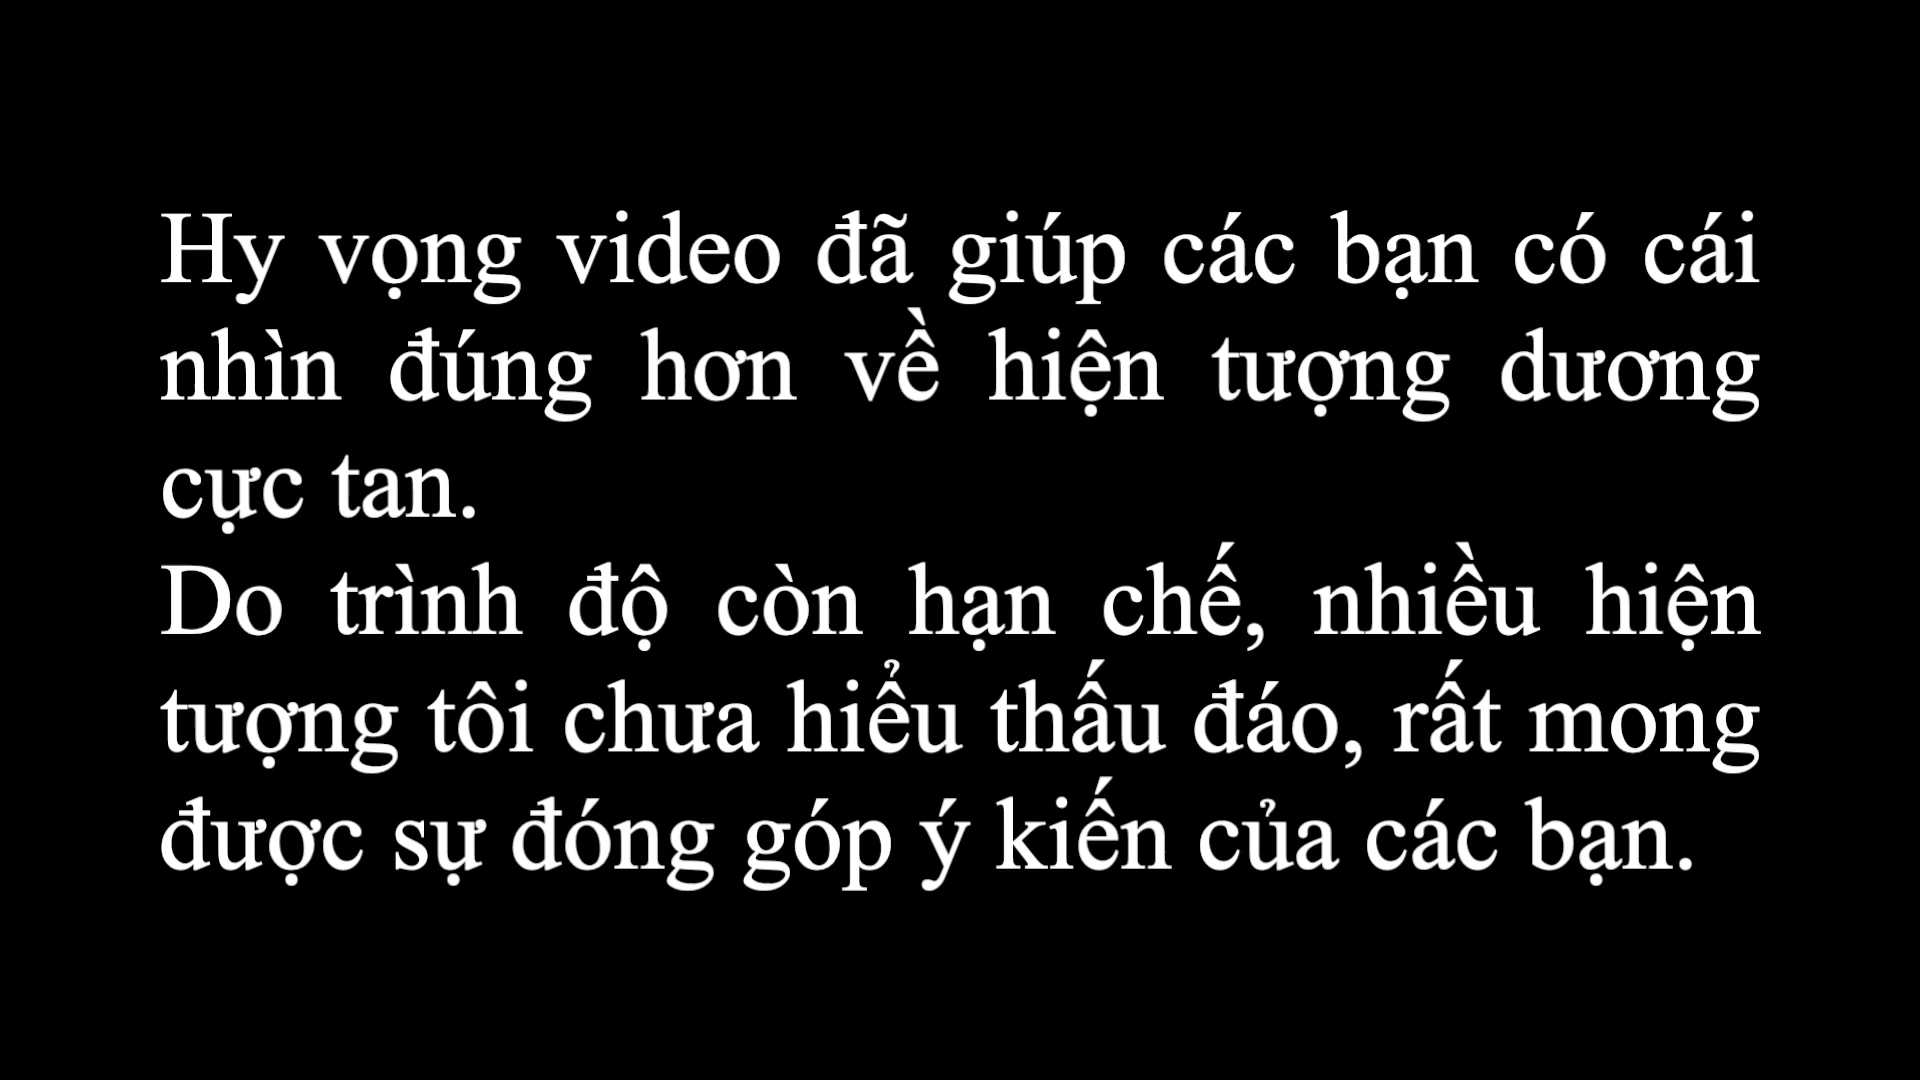 Hy vọng video đã giúp các bạn có cái
nhìn đúng hơn về hiện tượng dương
cực tan.
Do trình độ còn hạn chế, nhiều hiện
tượng tôi chưa hiểu thấu đáo, rất mong
được sự đóng góp ý kiến của các bạn.